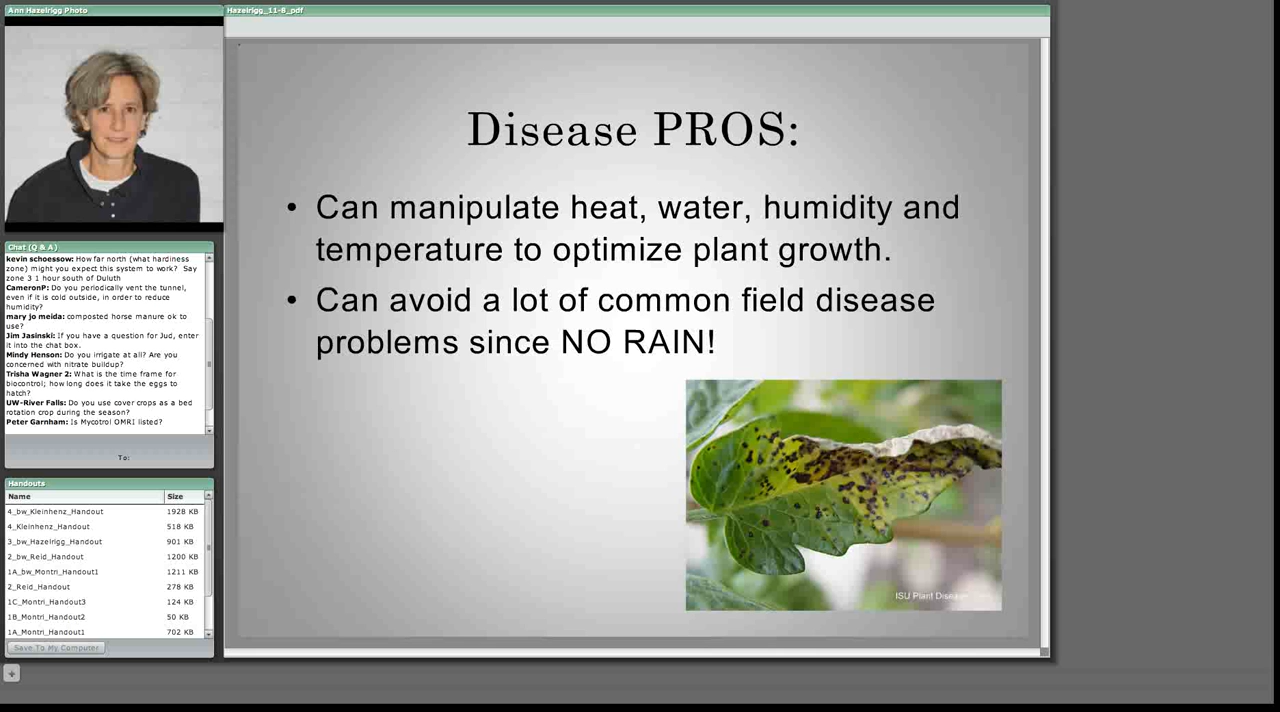 Ann Hazelrigg Photo
Hazelrigg_11-8_pdf
Disease PROS:
• Can manipulate heat, water, humidity and
temperature to optimize plant growth.
• Can avoid a lot of common field disease
problems since NO RAIN!
ISU Plant Disea
Chat (Q & A)
kevin schoessow: How far north (what hardiness
zone) might you expect this system to work? Say
zone 3 1 hour south of Duluth
CameronP: Do you periodically vent the tunnel,
even if it is cold outside, in order to reduce
humidity?
mary jo meida: composted horse manure ok to
use?
Jim Jasinski: If you have a question for Jud, enter
it into the chat box.
Mindy Henson: Do you irrigate at all? Are you
concerned with nitrate buildup?
Trisha Wagner 2: What is the time frame for
biocontrol; how long does it take the eggs to
hatch?
UW-River Falls: Do you use cover crops as a bed
rotation crop during the season?
Peter Garnham: Is Mycotrol OMRI listed?
To:
Handouts
Name Size
4_bw_Kleinhenz_Handout 1928 KB
4_Kleinhenz_Handout 518 KB
3_bw_Hazelrigg_Handout 901 KB
2_bw_Reid_Handout 1200 KB
1A_bw_Montri_Handout1 1211 KB
2_Reid_Handout 278 KB
1C_Montri_Handout3 124 KB
1B_Montri_Handout2 50 KB
1A_Montri_Handout1 702 KB
Save To My Computer